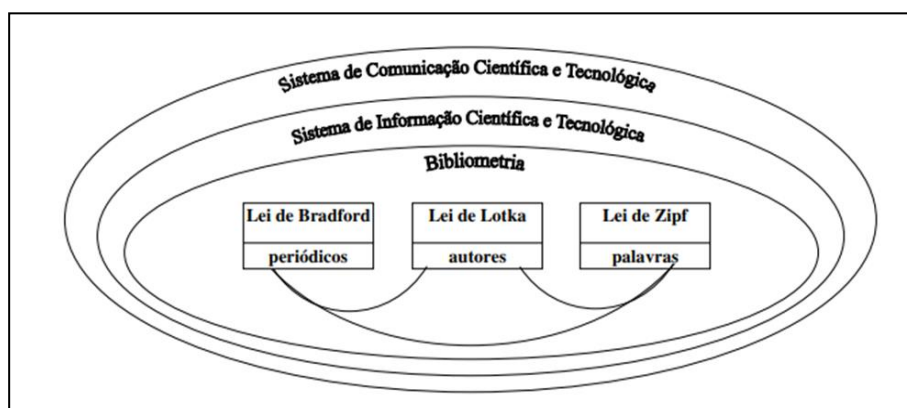 Sistema de Comunicação Científica e Tecnológica
Sistema de Informação Científica e Tecnológica
Bibliometria
Lei de Bradford
periódicos
Lei de Lotka
autores
Lei de Zipf
palavras